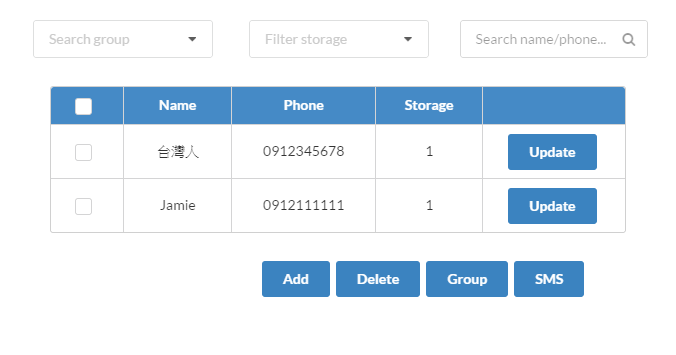 Search group Filter storage Search name/phone...
Name Phone Storage
台灣人 0912345678 1 Update
Jamie 0912111111 1 Update
Add Delete Group SMS